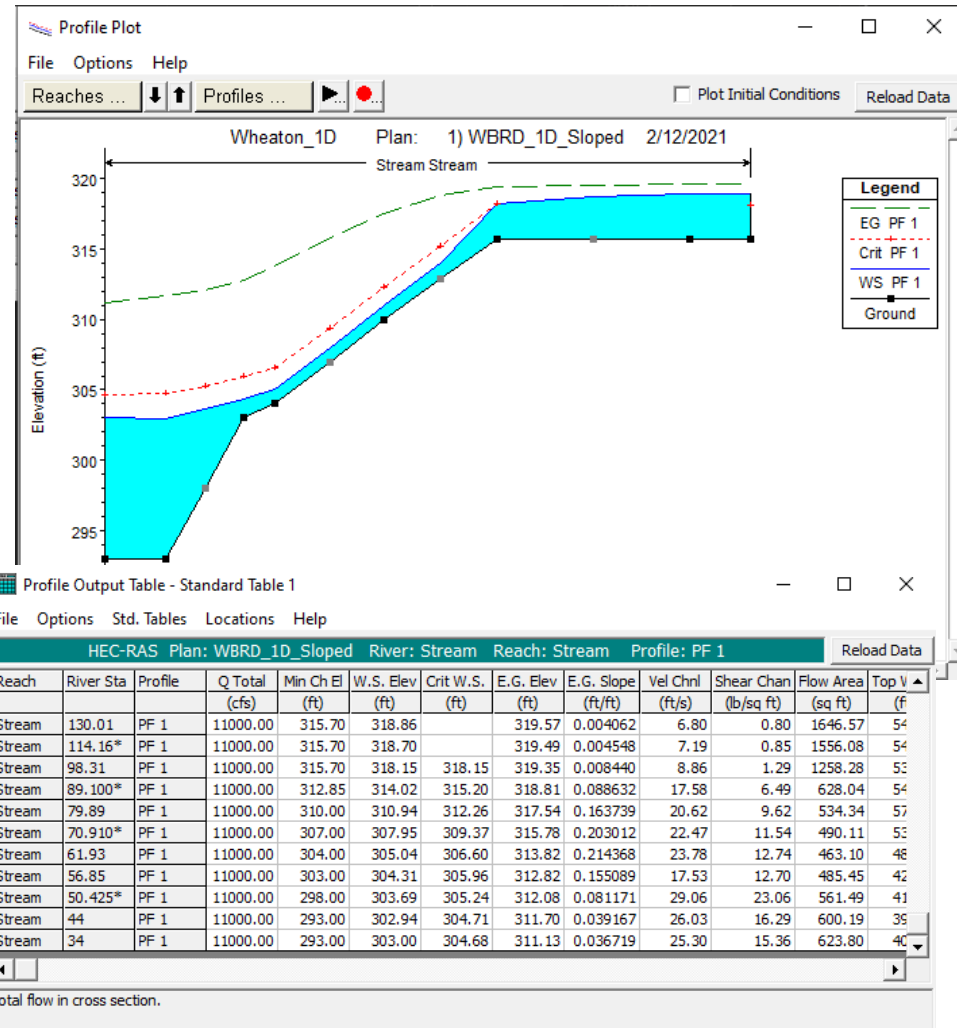 Profile Plot
File Options Help
Reaches ... Profiles ... Plot Initial Conditions Reload Data
Wheaton_1D Plan: 1) WBRD_1D_Sloped 2/12/2021
Stream Stream
Elevation (ft)
320
315
310
305
300
295
Legend
EG PF 1
Crit PF 1
WS PF 1
Ground
Profile Output Table - Standard Table 1
File Options Std. Tables Locations Help
HEC-RAS Plan: WBRD_1D_Sloped River: Stream Reach: Stream Profile: PF 1 Reload Data
Reach River Sta Profile Q Total Min Ch El W.S. Elev Crit W.S. E.G. Elev E.G. Slope Vel Chnl Shear Chan Flow Area Top W
(cfs) (ft) (ft) (ft) (ft) (ft/ft) (ft/s) (lb/sq ft) (sq ft) (f
Stream 130.01 PF 1 11000.00 315.70 318.86 319.57 0.004062 6.80 0.80 1646.57 54
Stream 114.16* PF 1 11000.00 315.70 318.70 319.49 0.004548 7.19 0.85 1556.08 54
Stream 98.31 PF 1 11000.00 315.70 318.15 318.15 319.35 0.008440 8.86 1.29 1258.28 53
Stream 89.100* PF 1 11000.00 312.85 314.02 315.20 318.81 0.088632 17.58 6.49 628.04 54
Stream 79.89 PF 1 11000.00 310.00 310.94 312.26 317.54 0.163739 20.62 9.62 534.34 57
Stream 70.910* PF 1 11000.00 307.00 307.95 309.37 315.78 0.203012 22.47 11.54 490.11 53
Stream 61.93 PF 1 11000.00 304.00 305.04 306.60 313.82 0.214368 23.78 12.74 463.10 48
Stream 56.85 PF 1 11000.00 303.00 304.31 305.96 312.82 0.155089 17.53 12.70 485.45 42
Stream 50.425* PF 1 11000.00 298.00 303.69 305.24 312.08 0.081171 29.06 23.06 561.49 41
Stream 44 PF 1 11000.00 293.00 302.94 304.71 311.70 0.039167 26.03 16.29 600.19 39
Stream 34 PF 1 11000.00 293.00 303.00 304.68 311.13 0.036719 25.30 15.36 623.80 40
otal flow in cross section.